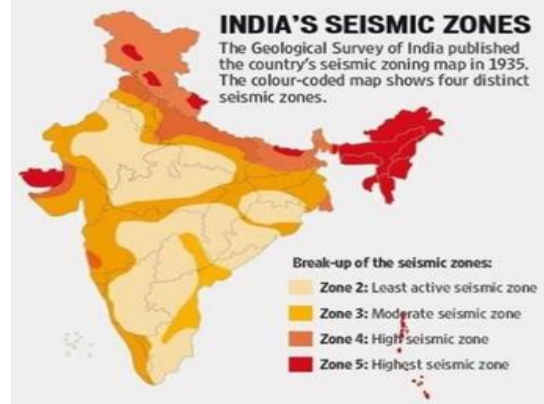 INDIA'S SEISMIC ZONES
The Geological Survey of India published
the country's seismic zoning map in 1935.
The colour-coded map shows four distinct
seismic zones.
Break-up of the seismic zones:
Zone 2: Least active seismic zone
Zone 3: Moderate seismic zone
Zone 4: High seismic zone
Zone 5: Highest seismic zone